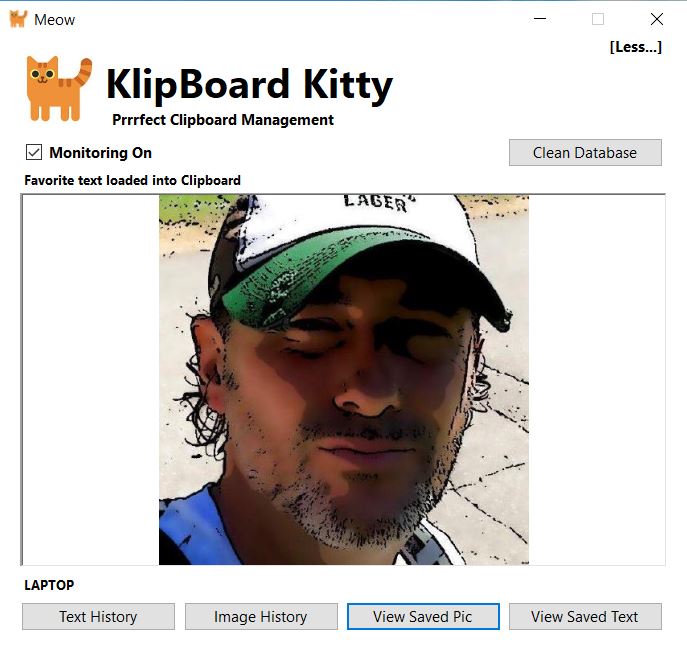 Meow
[Less...]
KlipBoard Kitty
Prrrfect Clipboard Management
Monitoring On
Clean Database
Favorite text loaded into Clipboard
LAGER
LAPTOP
Text History
Image History
View Saved Pic
View Saved Text